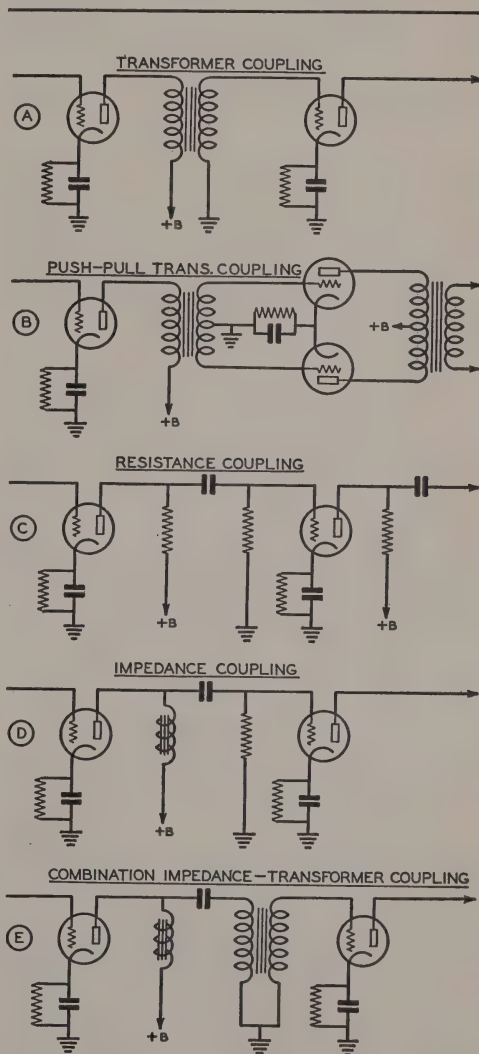 TRANSFORMER COUPLING
A
+B
PUSH-PULL TRANS. COUPLING
B
+B
+B
RESISTANCE COUPLING
C
+B
+B
IMPEDANCE COUPLING
D
+B
COMBINATION IMPEDANCE-TRANSFORMER COUPLING
E
+B